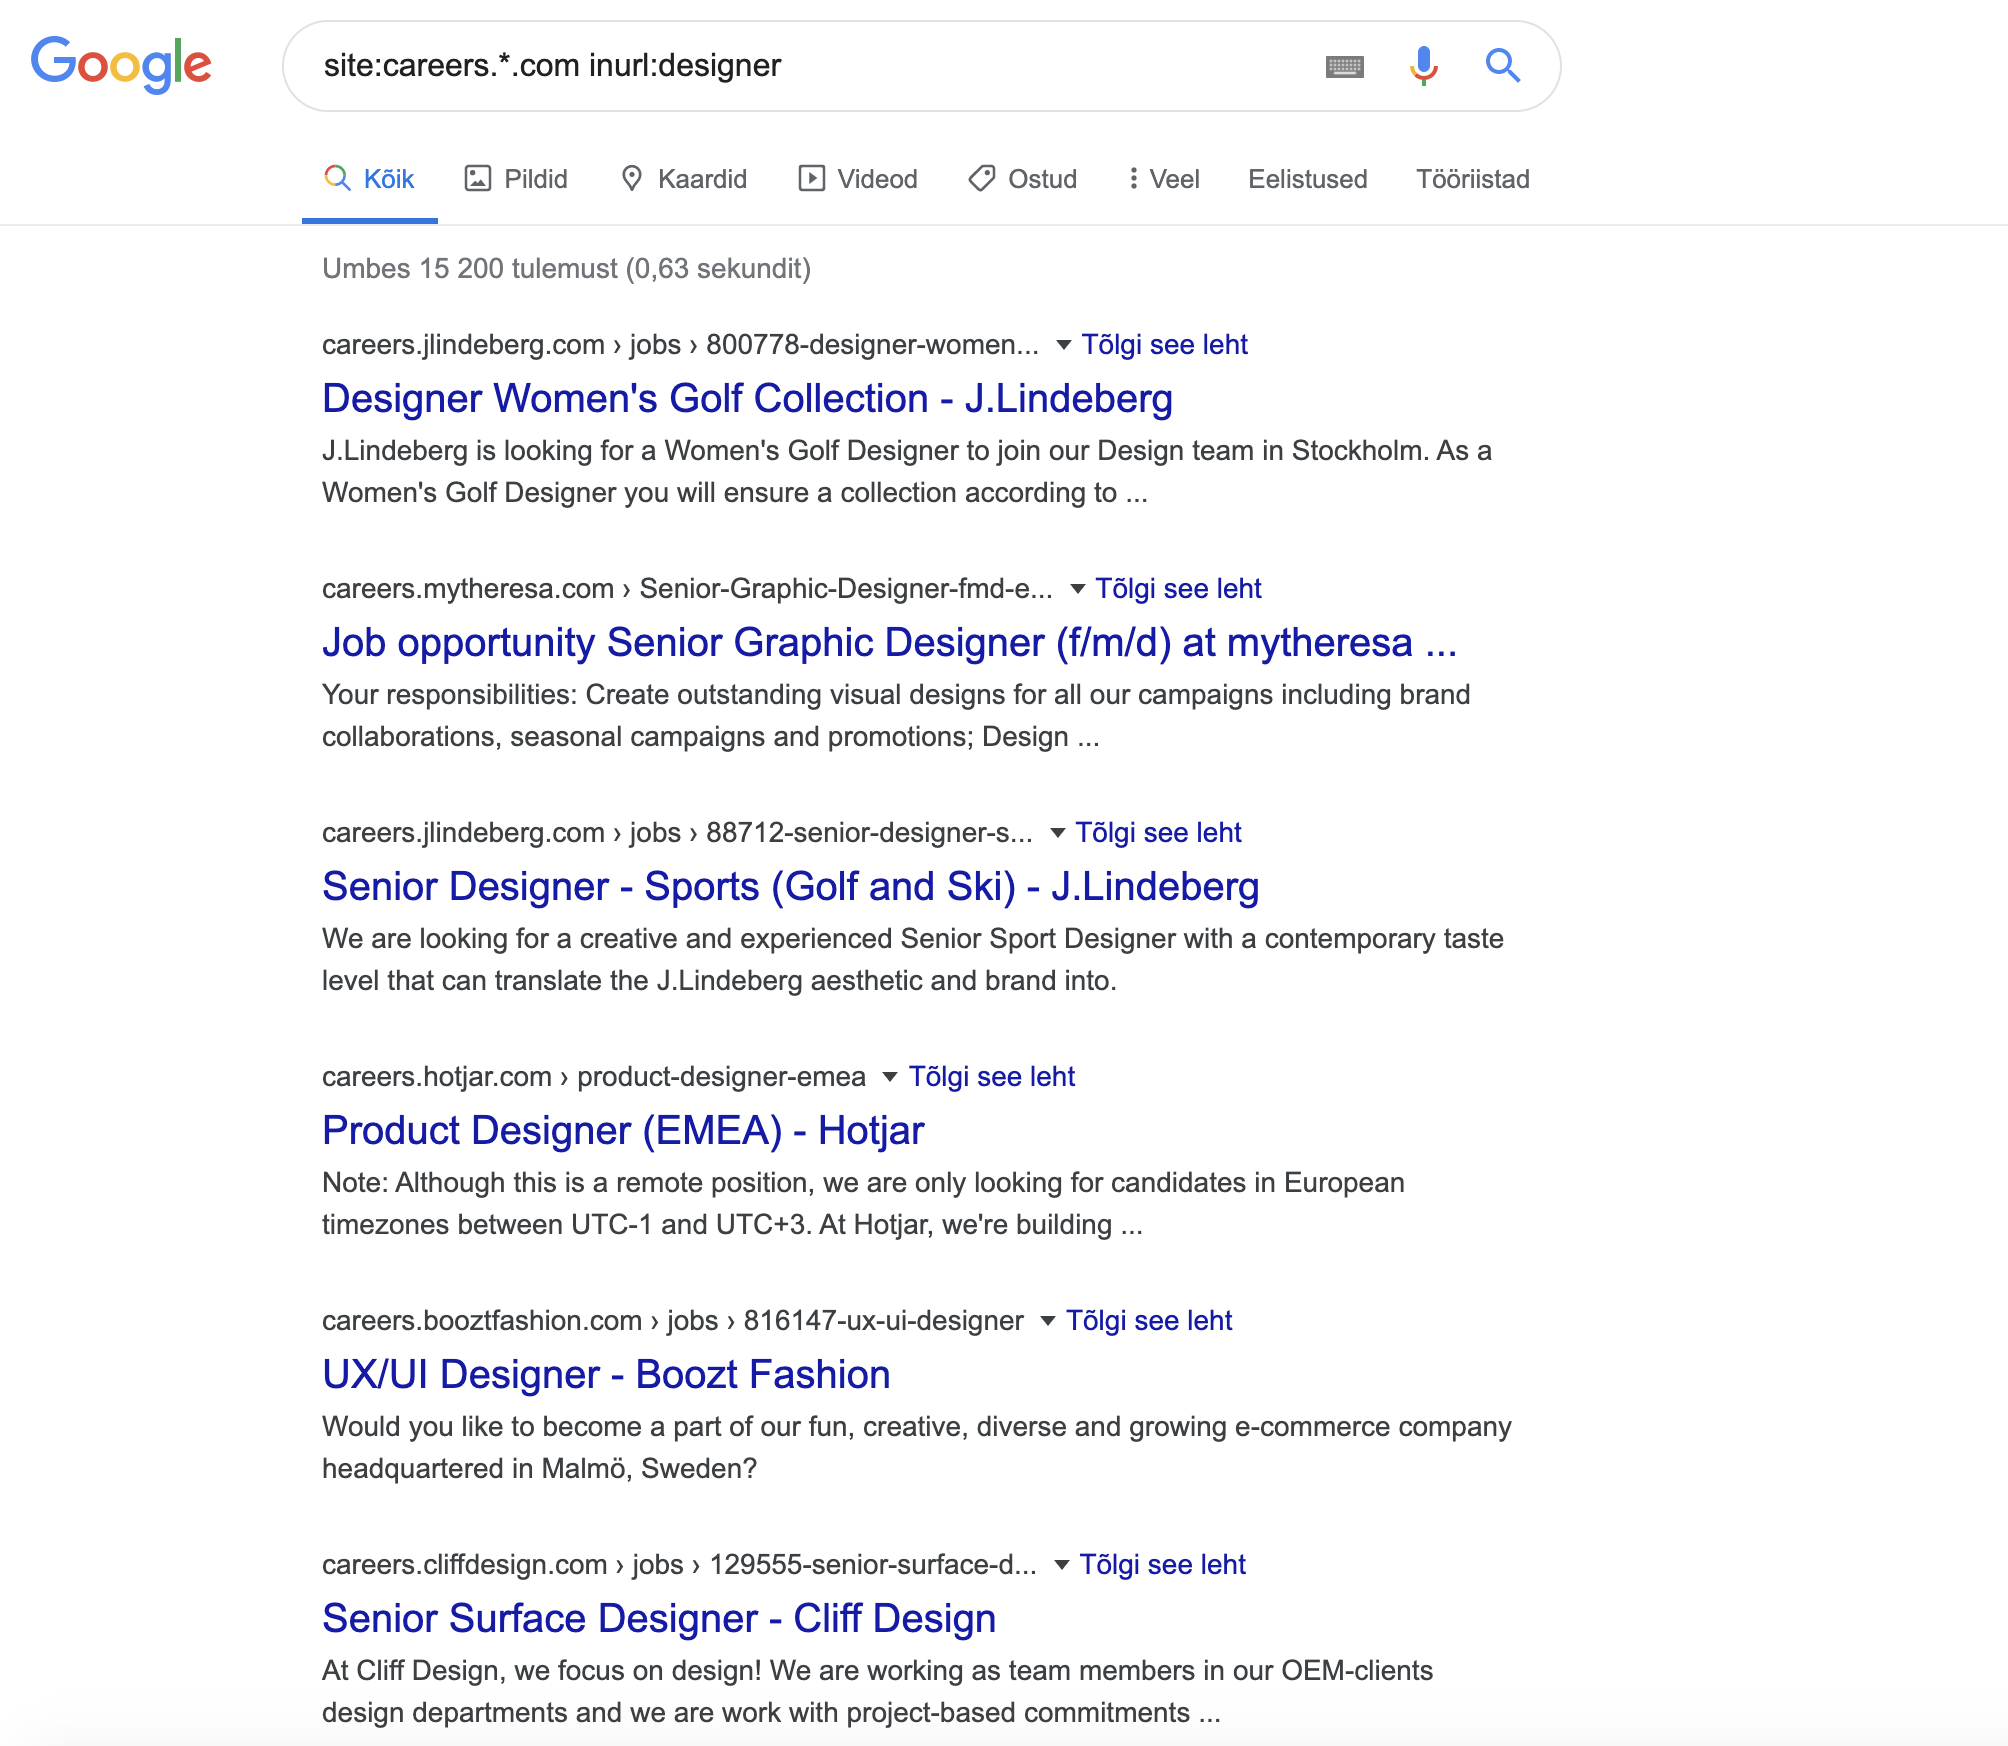 Google
site:careers.*.com inurl:designer
Kõik Pildid Kaardid Videod Ostud Veel Eelistused Tööriistad
Umbes 15 200 tulemust (0,63 sekundit)
careers.jlindeberg.com › jobs › 800778-designer-women... Tõlgi see leht
Designer Women's Golf Collection - J.Lindeberg
J.Lindeberg is looking for a Women's Golf Designer to join our Design team in Stockholm. As a
Women's Golf Designer you will ensure a collection according to ...
careers.mytheresa.com › Senior-Graphic-Designer-fmd-e... Tõlgi see leht
Job opportunity Senior Graphic Designer (f/m/d) at mytheresa ...
Your responsibilities: Create outstanding visual designs for all our campaigns including brand
collaborations, seasonal campaigns and promotions; Design ...
careers.jlindeberg.com › jobs › 88712-senior-designer-s... Tõlgi see leht
Senior Designer - Sports (Golf and Ski) - J.Lindeberg
We are looking for a creative and experienced Senior Sport Designer with a contemporary taste
level that can translate the J.Lindeberg aesthetic and brand into.
careers.hotjar.com › product-designer-emea Tõlgi see leht
Product Designer (EMEA) - Hotjar
Note: Although this is a remote position, we are only looking for candidates in European
timezones between UTC-1 and UTC+3. At Hotjar, we're building ...
careers.booztfashion.com › jobs › 816147-ux-ui-designer Tõlgi see leht
UX/UI Designer - Boozt Fashion
Would you like to become a part of our fun, creative, diverse and growing e-commerce company
headquartered in Malmö, Sweden?
careers.cliffdesign.com › jobs › 129555-senior-surface-d... Tõlgi see leht
Senior Surface Designer - Cliff Design
At Cliff Design, we focus on design! We are working as team members in our OEM-clients
design departments and we are work with project-based commitments ...